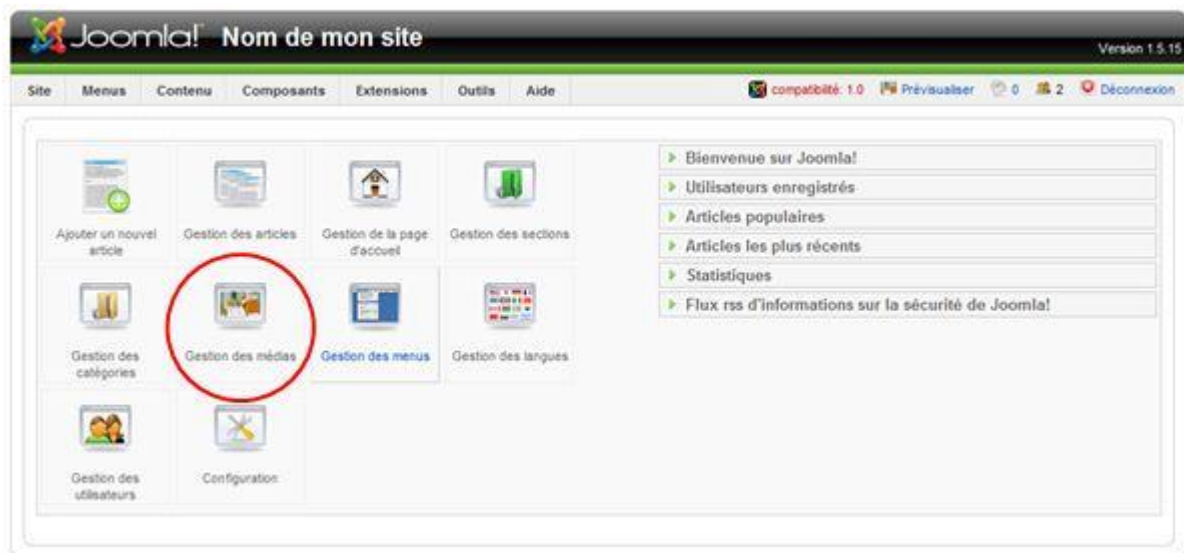 Joomla! Nom de mon site
Version 1.5.15
Site Menus Contenu Composants Extensions Outils Aide compatibilité: 1.0 Prévisualiser 0 2 Déconnexion
Ajouter un nouvel
article
Gestion des articles
Gestion de la page
d'accueil
Gestion des sections
Gestion des
catégories
Gestion des médias
Gestion des menus
Gestion des langues
Gestion des
utilisateurs
Configuration
Bienvenue sur Joomla!
Utilisateurs enregistrés
Articles populaires
Articles les plus récents
Statistiques
Flux rss d'informations sur la sécurité de Joomla!